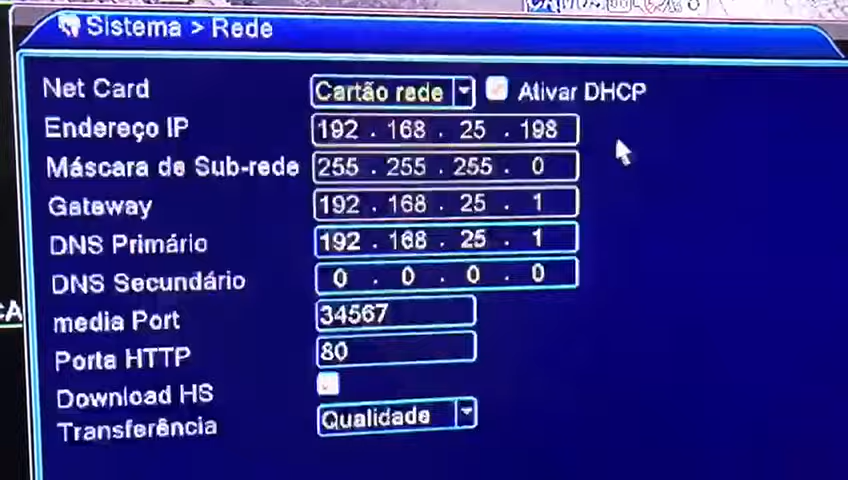 Sistema > Rede
Net Card Cartão rede Ativar DHCP
Endereço IP 192 . 168 . 25 . 198
Máscara de Sub-rede 255 . 255 . 255 . 0
Gateway 192 . 168 . 25 . 1
DNS Primário 192 . 168 . 25 . 1
DNS Secundário 0 . 0 . 0 . 0
media Port 34567
Porta HTTP 80
Download HS
Transferência Qualidade